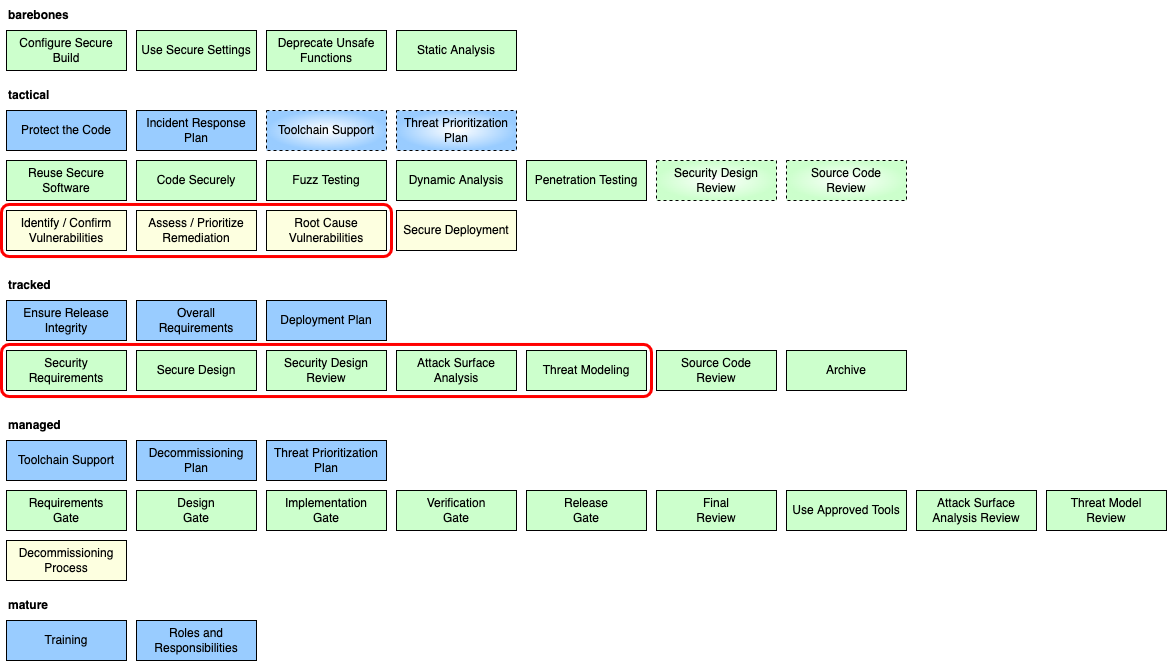 barebones
Configure Secure
Build
Use Secure Settings
Deprecate Unsafe
Functions
Static Analysis
tactical
Protect the Code
Incident Response
Plan
Toolchain Support
Threat Prioritization
Plan
Reuse Secure
Software
Code Securely
Fuzz Testing
Dynamic Analysis
Penetration Testing
Security Design
Review
Source Code
Review
Identify / Confirm
Vulnerabilities
Assess / Prioritize
Remediation
Root Cause
Vulnerabilities
Secure Deployment
tracked
Ensure Release
Integrity
Overall
Requirements
Deployment Plan
Security
Requirements
Secure Design
Security Design
Review
Attack Surface
Analysis
Threat Modeling
Source Code
Review
Archive
managed
Toolchain Support
Decommissioning
Plan
Threat Prioritization
Plan
Requirements
Gate
Design
Gate
Implementation
Gate
Verification
Gate
Release
Gate
Final
Review
Use Approved Tools
Attack Surface
Analysis Review
Threat Model
Review
Decommissioning
Process
mature
Training
Roles and
Responsibilities